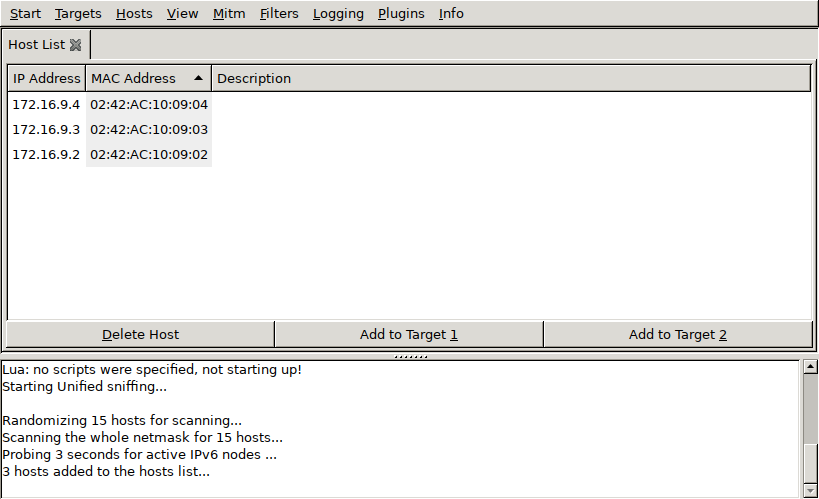 Start Targets Hosts View Mitm Filters Logging Plugins Info
Host List
IP Address MAC Address Description
172.16.9.4 02:42:AC:10:09:04
172.16.9.3 02:42:AC:10:09:03
172.16.9.2 02:42:AC:10:09:02
Delete Host Add to Target 1 Add to Target 2
Lua: no scripts were specified, not starting up!
Starting Unified sniffing...
Randomizing 15 hosts for scanning...
Scanning the whole netmask for 15 hosts...
Probing 3 seconds for active IPv6 nodes ...
3 hosts added to the hosts list...